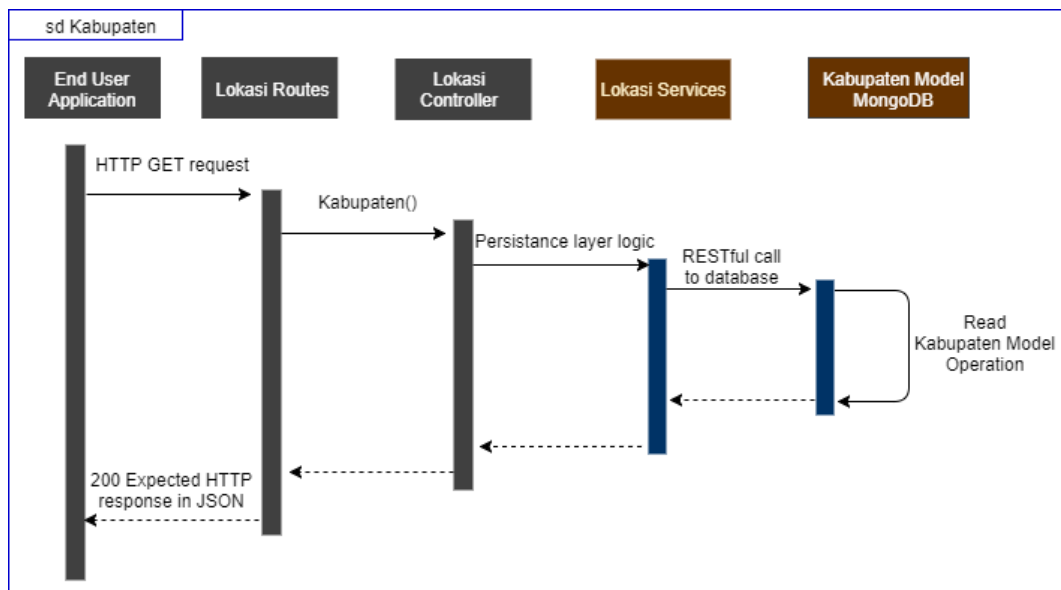 sd Kabupaten
End User
Application
Lokasi Routes
Lokasi
Controller
Lokasi Services
Kabupaten Model
MongoDB
HTTP GET request
Kabupaten()
Persistance layer logic
RESTful call
to database
Read
Kabupaten Model
Operation
200 Expected HTTP
response in JSON